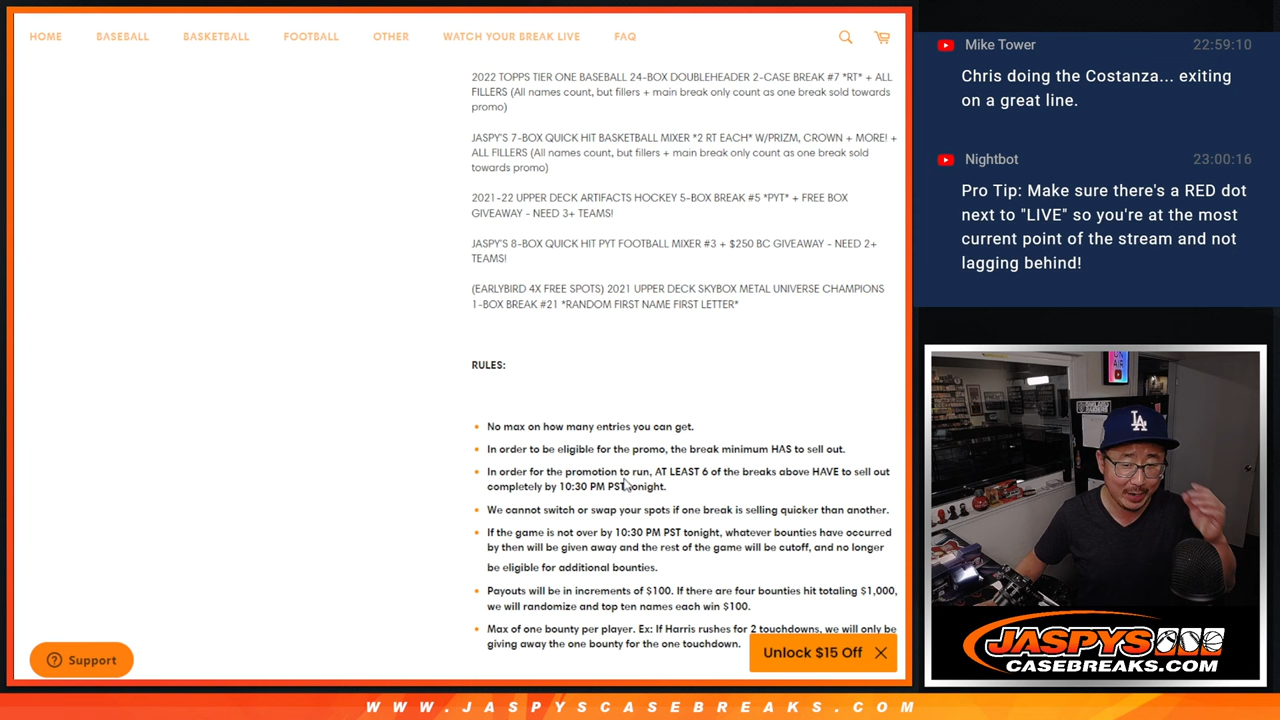 HOME
BASEBALL
BASKETBALL
FOOTBALL
OTHER
WATCH YOUR BREAK LIVE
FAQ
2022 TOPPS TIER ONE BASEBALL 24-BOX DOUBLEHEADER 2-CASE BREAK #7 *RT* + ALL
FILLERS (All names count, but fillers + main break only count as one break sold towards
promo)
JASPY'S 7-BOX QUICK HIT BASKETBALL MIXER *2 RT EACH* W/PRIZM, CROWN + MORE! +
ALL FILLERS (All names count, but fillers + main break only count as one break sold
towards promo)
2021-22 UPPER DECK ARTIFACTS HOCKEY 5-BOX BREAK #5 *PYT* + FREE BOX
GIVEAWAY - NEED 3+ TEAMS!
JASPY'S 8-BOX QUICK HIT PYT FOOTBALL MIXER #3 + $250 BC GIVEAWAY - NEED 2+
TEAMS!
(EARLYBIRD 4X FREE SPOTS) 2021 UPPER DECK SKYBOX METAL UNIVERSE CHAMPIONS
1-BOX BREAK #21 *RANDOM FIRST NAME FIRST LETTER*
RULES:
No max on how many entries you can get.
In order to be eligible for the promo, the break minimum HAS to sell out.
In order for the promotion to run, AT LEAST 6 of the breaks above HAVE to sell out
completely by 10:30 PM PST tonight.
We cannot switch or swap your spots if one break is selling quicker than another.
If the game is not over by 10:30 PM PST tonight, whatever bounties have occurred
by then will be given away and the rest of the game will be cutoff, and no longer
be eligible for additional bounties.
Payouts will be in increments of $100. If there are four bounties hit totaling $1,000,
we will randomize and top ten names each win $100.
Max of one bounty per player. Ex: If Harris rushes for 2 touchdowns, we will only be
giving away the one bounty for the one touchdown.
Support
Unlock $15 Off
Mike Tower
22:59:10
Chris doing the Costanza... exiting
on a great line.
Nightbot
23:00:16
Pro Tip: Make sure there's a RED dot
next to "LIVE" so you're at the most
current point of the stream and not
lagging behind!
ON
AIR
LA
JASPYS
CASEBREAKS.COM
WWW.JASPYSCASEBREAKS.COM